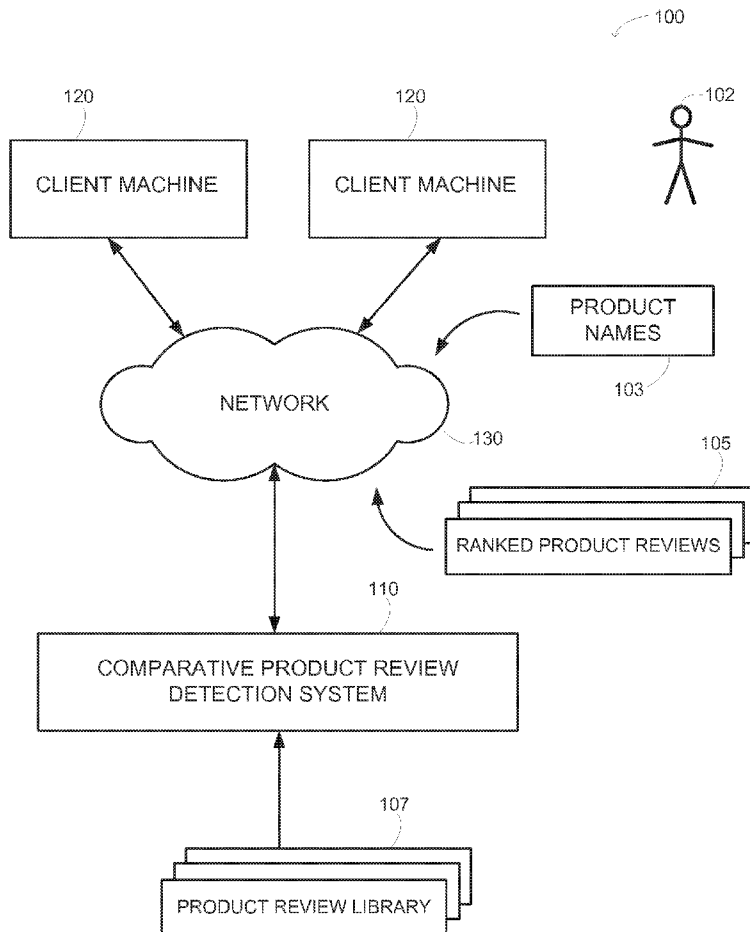 100
120
120
102
CLIENT MACHINE
CLIENT MACHINE
PRODUCT
NAMES
103
NETWORK
130
105
RANKED PRODUCT REVIEWS
110
COMPARATIVE PRODUCT REVIEW
DETECTION SYSTEM
107
PRODUCT REVIEW LIBRARY